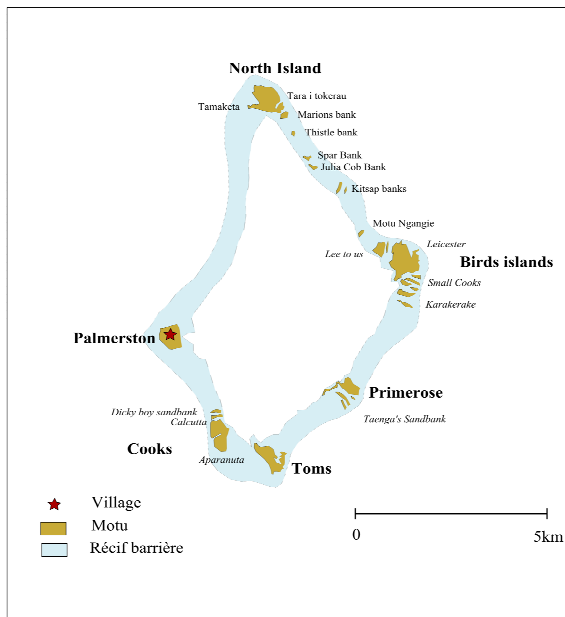 North Island
Tara i tokerau
Tamaketa
Marions bank
Thistle bank
Spar Bank
Julia Cob Bank
Kitsap banks
Motu Ngangie
Leicester
Lee to us
Birds islands
Small Cooks
Karakerake
Palmerston
Primerose
Dicky boy sandbank
Taenga's Sandbank
Calcutta
Cooks
Aparanuta
Toms
Village
Motu
Récif barrière
0
5km